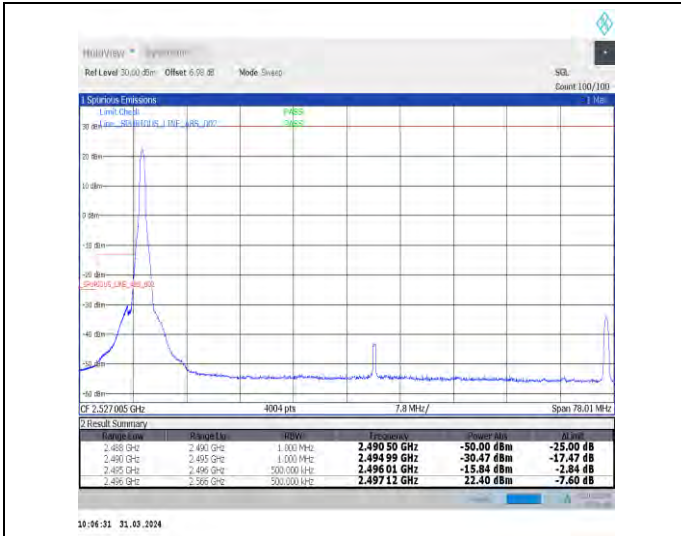 MultiView
Spectrum
Ref Level 30.00 dBm Offset 6.98 dB Mode Sweep SGL
Count 100/100
1 Spurious Emissions 1 Max
Limit Check PASS
30 dBm Line _SPURIOUS_LINE_ABS_002 PASS
20 dBm
10 dBm
0 dBm
-10 dBm
-20 dBm
_SPURIOUS_LINE_ABS_002
-30 dBm
-40 dBm
-50 dBm
-60 dBm
CF 2.527005 GHz 4004 pts 7.8 MHz/ Span 78.01 MHz
2 Result Summary
Range Low Range Up RBW Frequency Power Abs ΔLimit
2.488 GHz 2.490 GHz 1.000 MHz 2.490 50 GHz -50.00 dBm -25.00 dB
2.490 GHz 2.495 GHz 1.000 MHz 2.494 99 GHz -30.47 dBm -17.47 dB
2.495 GHz 2.496 GHz 500.000 kHz 2.496 01 GHz -15.84 dBm -2.84 dB
2.496 GHz 2.566 GHz 500.000 kHz 2.497 12 GHz 22.40 dBm -7.60 dB
10:06:31 31.03.2024